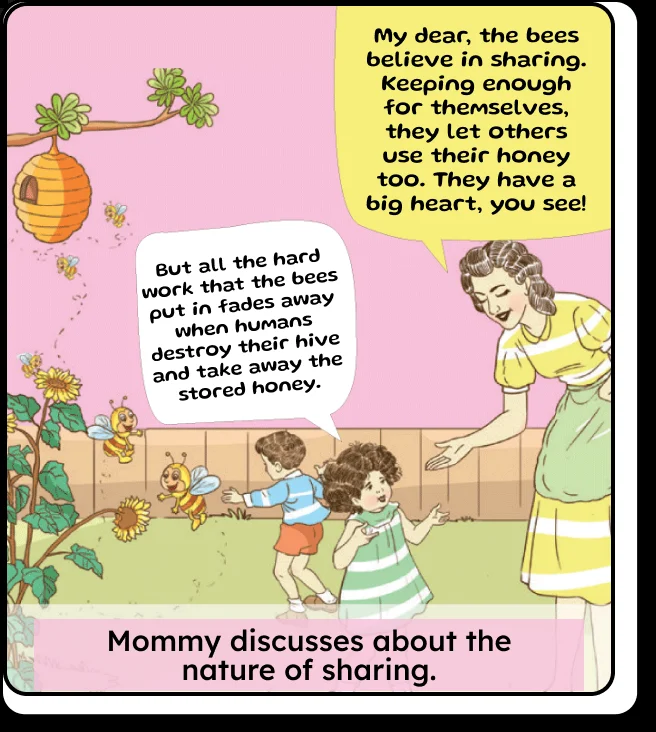 My dear, the bees
believe in sharing.
Keeping enough
for themselves,
they let others
use their honey
too. They have a
big heart, you see!
But all the hard
work that the bees
put in fades away
when humans
destroy their hive
and take away the
stored honey.
Mommy discusses about the
nature of sharing.